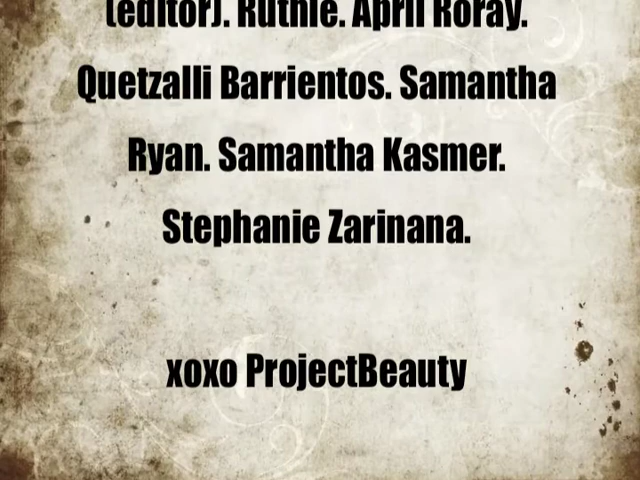 (editor). Ruthie. April Roray.
Quetzalli Barrientos. Samantha
Ryan. Samantha Kasmer.
Stephanie Zarinana.
xoxo ProjectBeauty